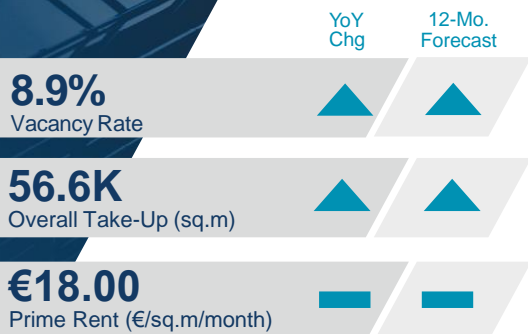 YoY
Chg
12-Mo.
Forecast
8.9%
Vacancy Rate
56.6K
Overall Take-Up (sq.m)
€18.00
Prime Rent (€/sq.m/month)